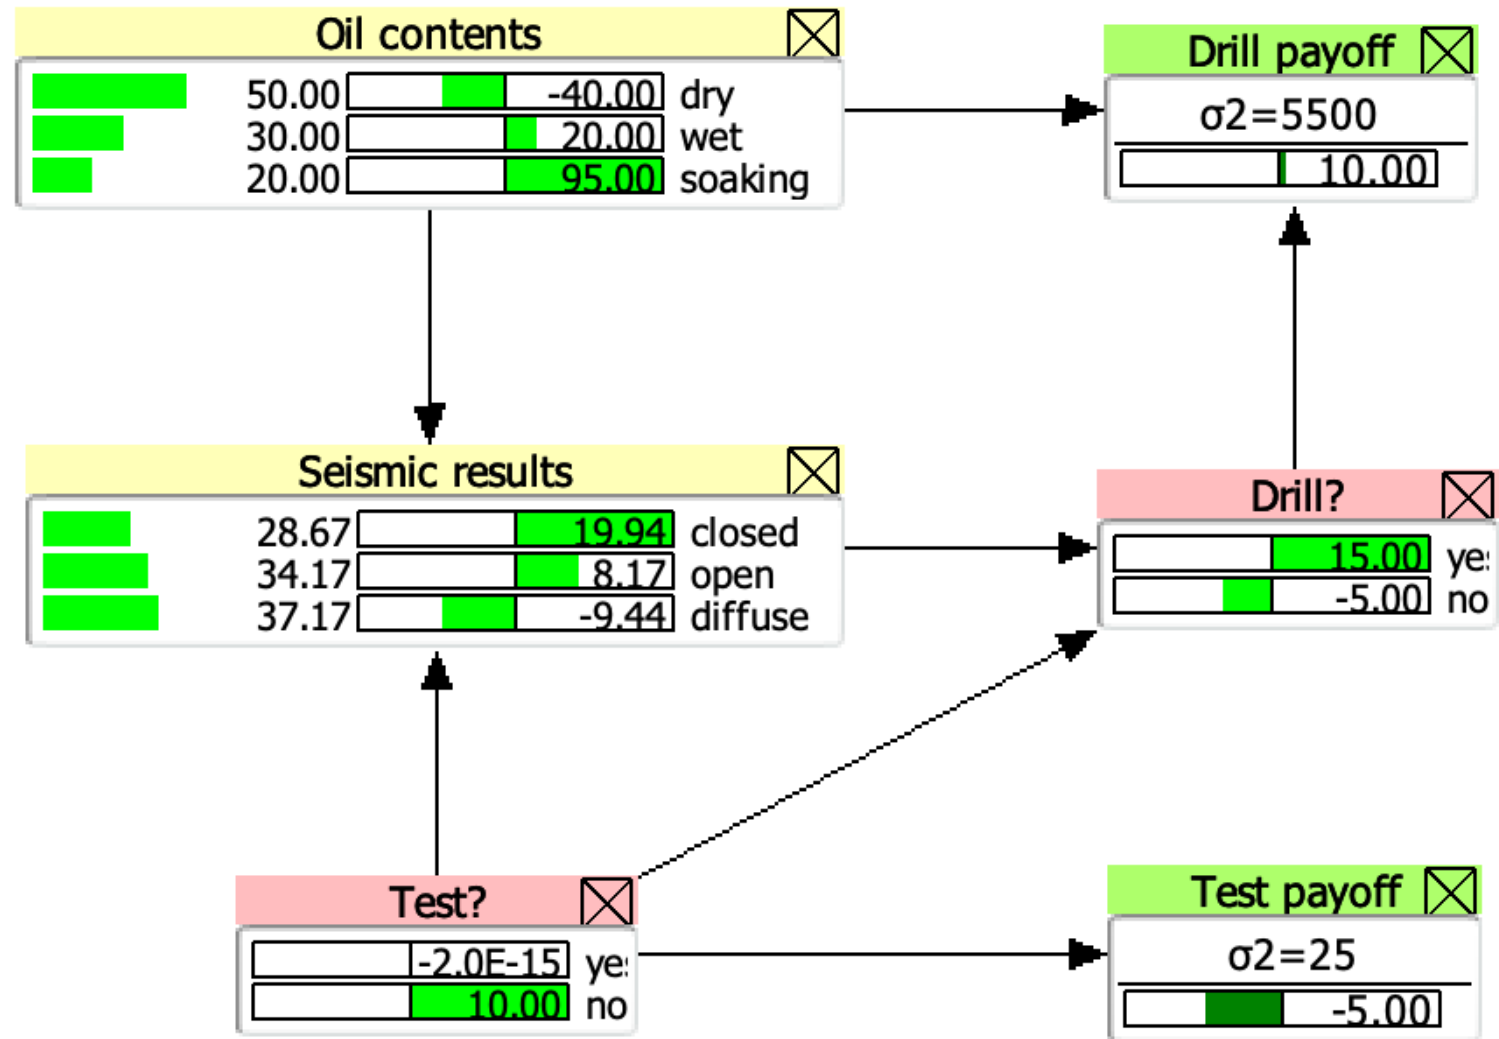 Oil contents
50.00 -40.00 dry
30.00 20.00 wet
20.00 95.00 soaking
Drill payoff
σ2=5500
10.00
Seismic results
28.67 19.94 closed
34.17 8.17 open
37.17 -9.44 diffuse
Drill?
15.00 yes
-5.00 no
Test?
-2.0E-15 yes
10.00 no
Test payoff
σ2=25
-5.00